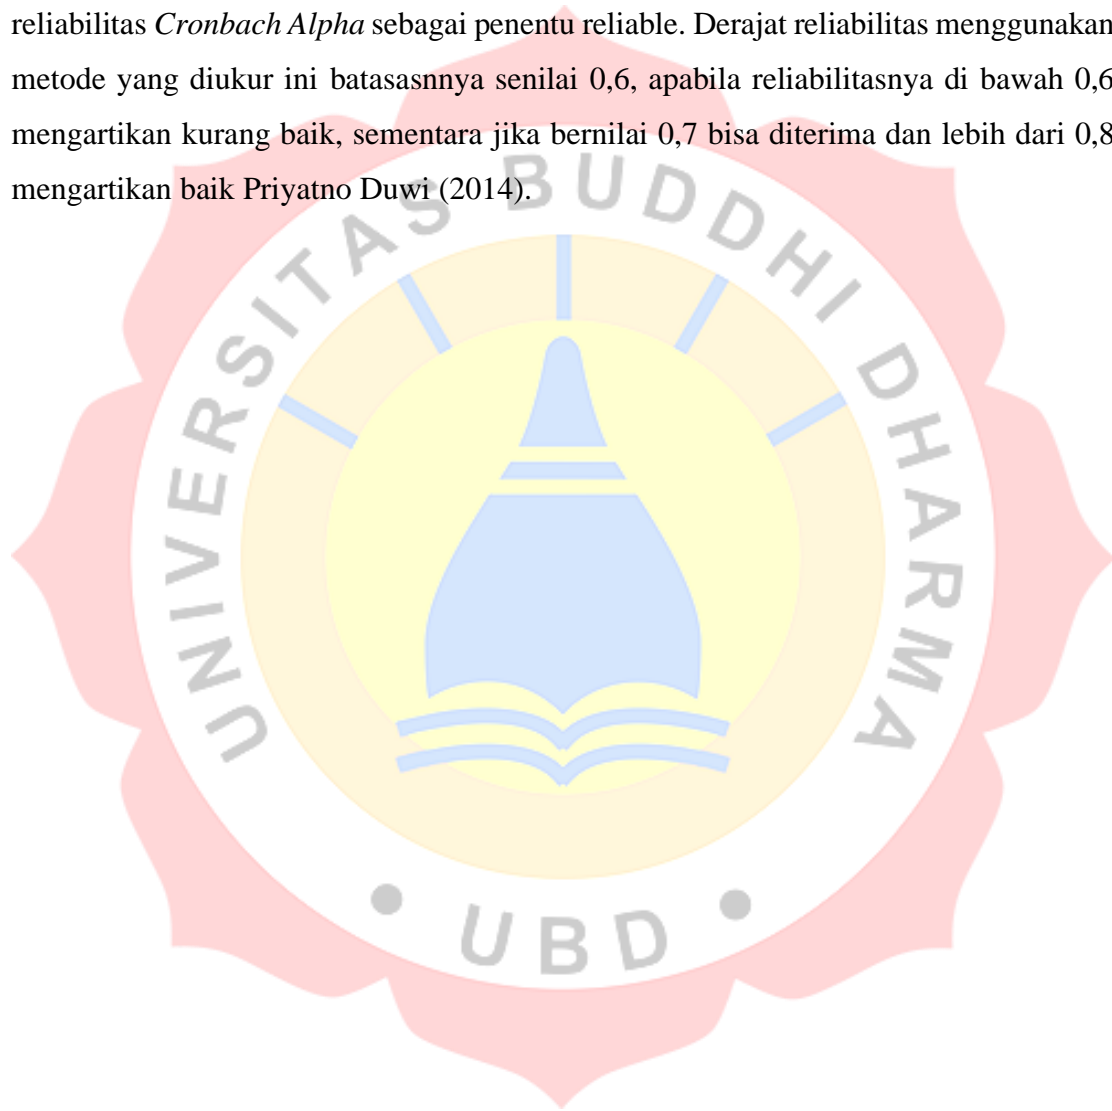 reliabilitas Cronbach Alpha sebagai penentu reliable. Derajat reliabilitas menggunakan
metode yang diukur ini batasasnnya senilai 0,6, apabila reliabilitasnya di bawah 0,6
mengartikan kurang baik, sementara jika bernilai 0,7 bisa diterima dan lebih dari 0,8
mengartikan baik Priyatno Duwi (2014).
UNIVERSITAS BUDDHI DHARMA
• UBD •